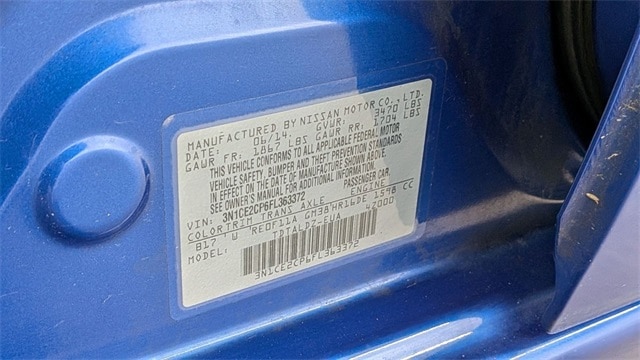 MANUFACTURED BY NISSAN MOTOR CO., LTD.
DATE: 06/14 GVWR: 3470 LBS
GAWR FR: 1867 LBS GAWR RR: 1704 LBS
THIS VEHICLE CONFORMS TO ALL APPLICABLE FEDERAL MOTOR
VEHICLE SAFETY, BUMPER AND THEFT PREVENTION STANDARDS
IN EFFECT ON THE DATE OF MANUFACTURE SHOWN ABOVE.
SEE OWNER'S MANUAL FOR ADDITIONAL INFORMATION.
VIN: 3N1CE2CP6FL363372 PASSENGER CAR
COLOR TRIM TRANS AXLE ENGINE
B17 W RE0F11A GM38 HR16DE 1598 CC
MODEL: TDTALDZ-EUA 2000
3N1CE2CP6FL363372